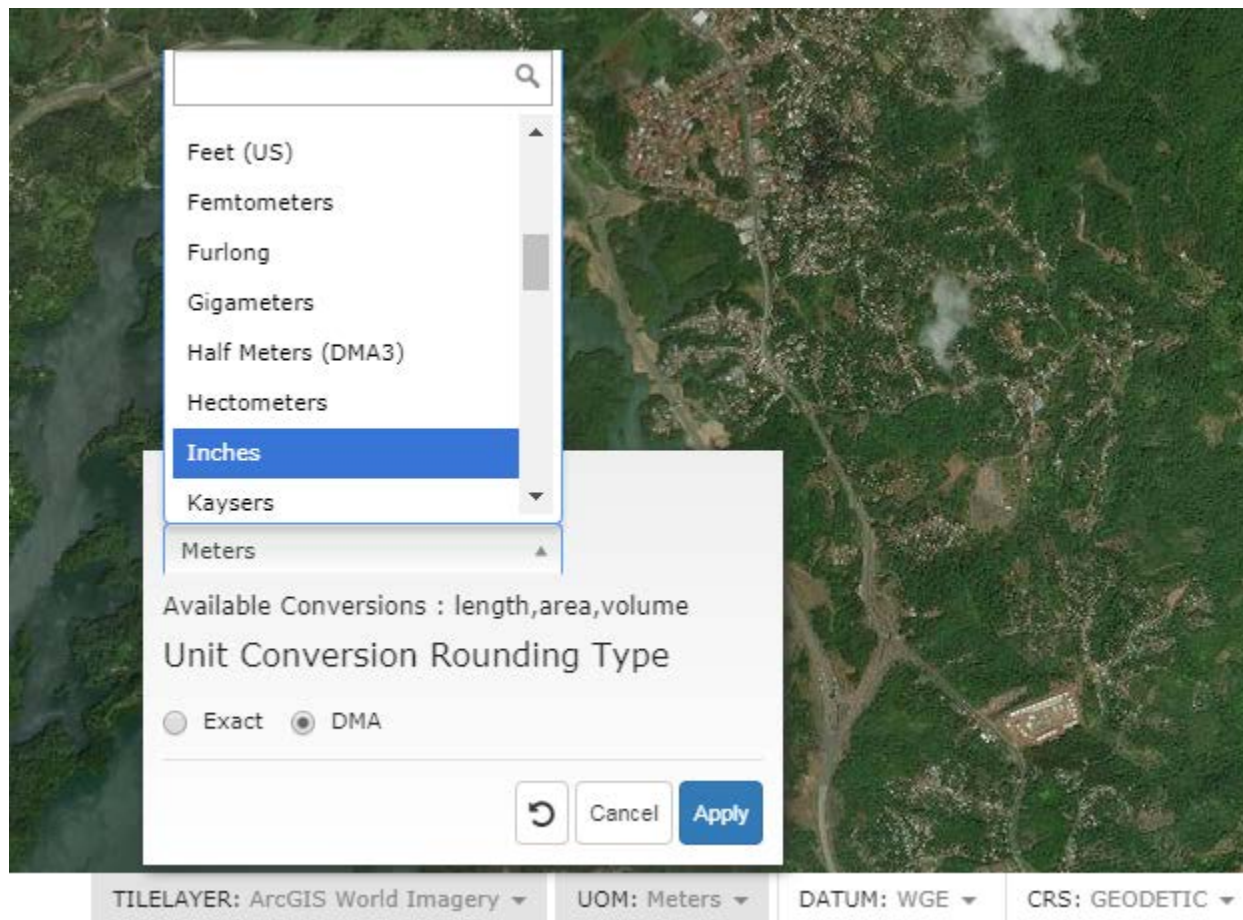 Feet (US)
Femtometers
Furlong
Gigameters
Half Meters (DMA3)
Hectometers
Inches
Kaysers
Meters
Available Conversions : length,area,volume
Unit Conversion Rounding Type
Exact DMA
Cancel Apply
TILELAYER: ArcGIS World Imagery UOM: Meters DATUM: WGE CRS: GEODETIC